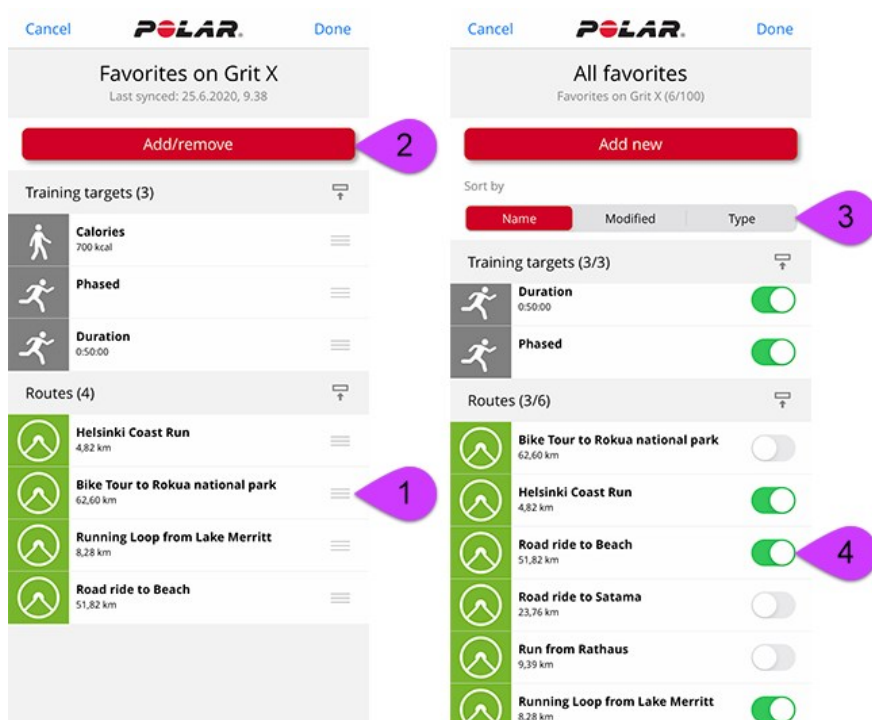 Cancel POLAR. Done
Favorites on Grit X
Last synced: 25.6.2020, 9.38
Add/remove
2
Training targets (3)
Calories
700 kcal
Phased
Duration
0:50:00
Routes (4)
Helsinki Coast Run
4,82 km
Bike Tour to Rokua national park
62,60 km
1
Running Loop from Lake Merritt
8,28 km
Road ride to Beach
51,82 km
Cancel POLAR. Done
All favorites
Favorites on Grit X (6/100)
Add new
Sort by
Name Modified Type
3
Training targets (3/3)
Duration
0:50:00
Phased
Routes (3/6)
Bike Tour to Rokua national park
62,60 km
Helsinki Coast Run
4,82 km
Road ride to Beach
51,82 km
4
Road ride to Satama
23,76 km
Run from Rathaus
9,39 km
Running Loop from Lake Merritt
8,28 km